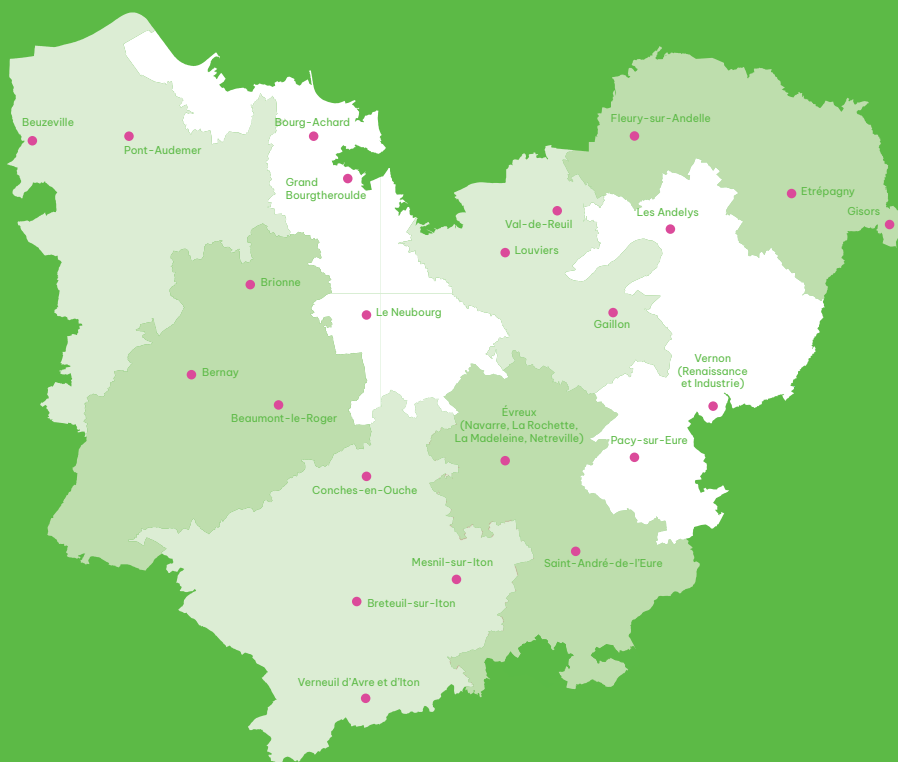 Fleury-sur-Andelle
Beuzeville
Bourg-Achard
Pont-Audemer
Grand
Bourgtheroulde
Etrépagny
Gisors
Les Andelys
Val-de-Reuil
Louviers
Brionne
Le Neubourg
Gaillon
Vernon
(Renaissance
et Industrie)
Bernay
Beaumont-le-Roger
Évreux
(Navarre, La Rochette,
La Madeleine, Netreville)
Pacy-sur-Eure
Conches-en-Ouche
Mesnil-sur-Iton
Saint-André-de-l'Eure
Breteuil-sur-Iton
Verneuil d'Avre et d'Iton